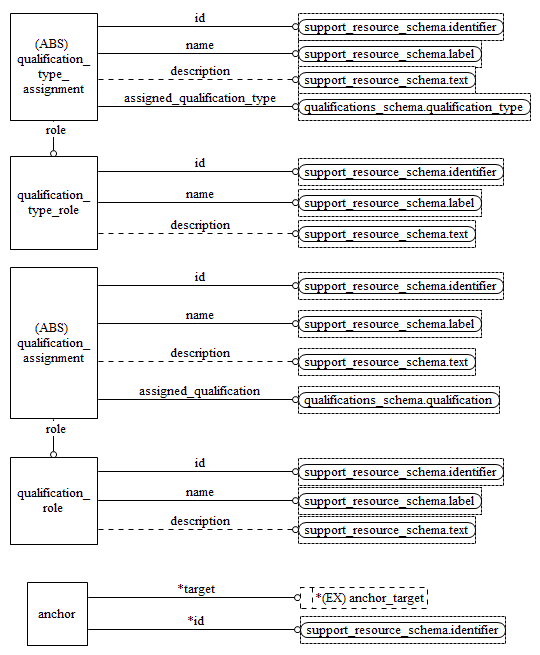 id
support_resource_schema.identifier
(ABS)
qualification_
type_
assignment
name
support_resource_schema.label
description
support_resource_schema.text
assigned_qualification_type
qualifications_schema.qualification_type
role
qualification_
type_role
id
support_resource_schema.identifier
name
support_resource_schema.label
description
support_resource_schema.text
(ABS)
qualification_
assignment
id
support_resource_schema.identifier
name
support_resource_schema.label
description
support_resource_schema.text
assigned_qualification
qualifications_schema.qualification
role
qualification_
role
id
support_resource_schema.identifier
name
support_resource_schema.label
description
support_resource_schema.text
anchor
*target
*(EX) anchor_target
*id
support_resource_schema.identifier